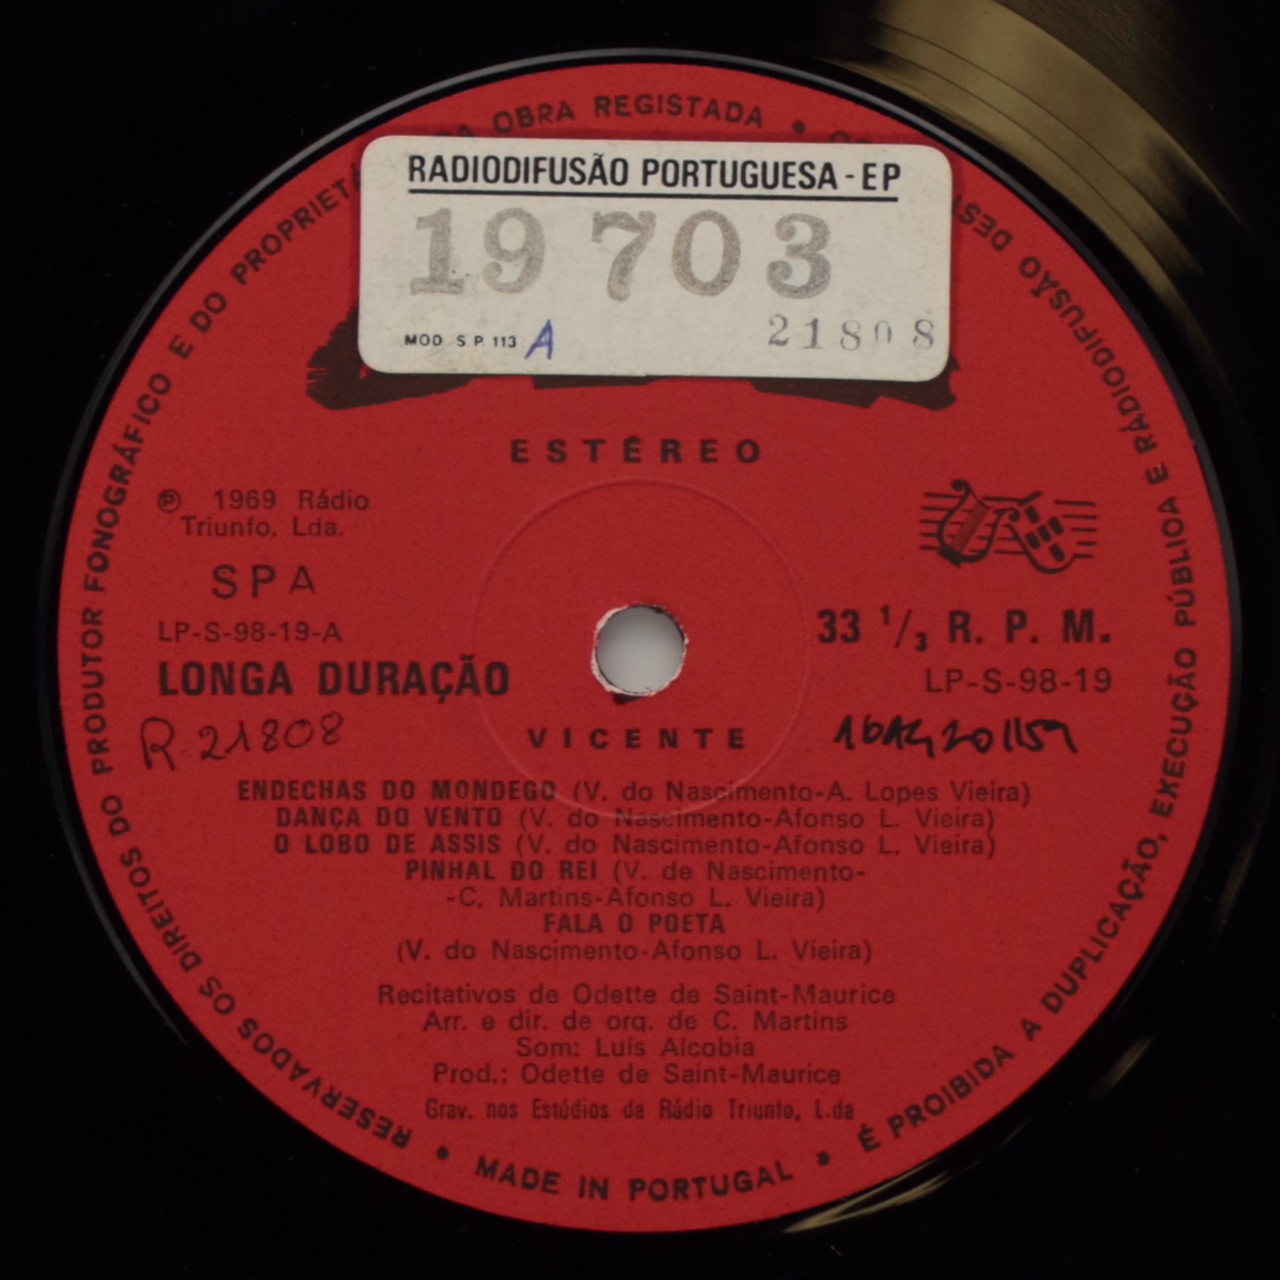 RADIODIFUSÃO PORTUGUESA - EP
19 703
MOD S P. 113 A
21808
ESTÉREO
Ⓟ 1969 Rádio
Triunfo, Lda.
SPA
LP-S-98-19-A
LONGA DURAÇÃO
R. 21808
33 1/3 R. P. M.
LP-S-98-19
VICENTE
ENDECHAS DO MONDEGO (V. do Nascimento-A. Lopes Vieira)
DANÇA DO VENTO (V. do Nascimento-Afonso L. Vieira)
O LOBO DE ASSIS (V. do Nascimento-Afonso L. Vieira)
PINHAL DO REI (V. de Nascimento-
-C. Martins-Afonso L. Vieira)
FALA O POETA
(V. do Nascimento-Afonso L. Vieira)
Recitativos de Odette de Saint-Maurice
Arr. e dir. de orq. de C. Martins
Som: Luís Alcobia
Prod.: Odette de Saint-Maurice
Grav. nos Estúdios da Rádio Triunfo, L.da
RESERVADOS OS DIREITOS DO PRODUTOR FONOGRÁFICO E DO OBRA REGISTADA •
É PROIBIDA A DUPLICAÇÃO, EXECUÇÃO PÚBLICA E RÁDIODIFUSÃO
• MADE IN PORTUGAL •